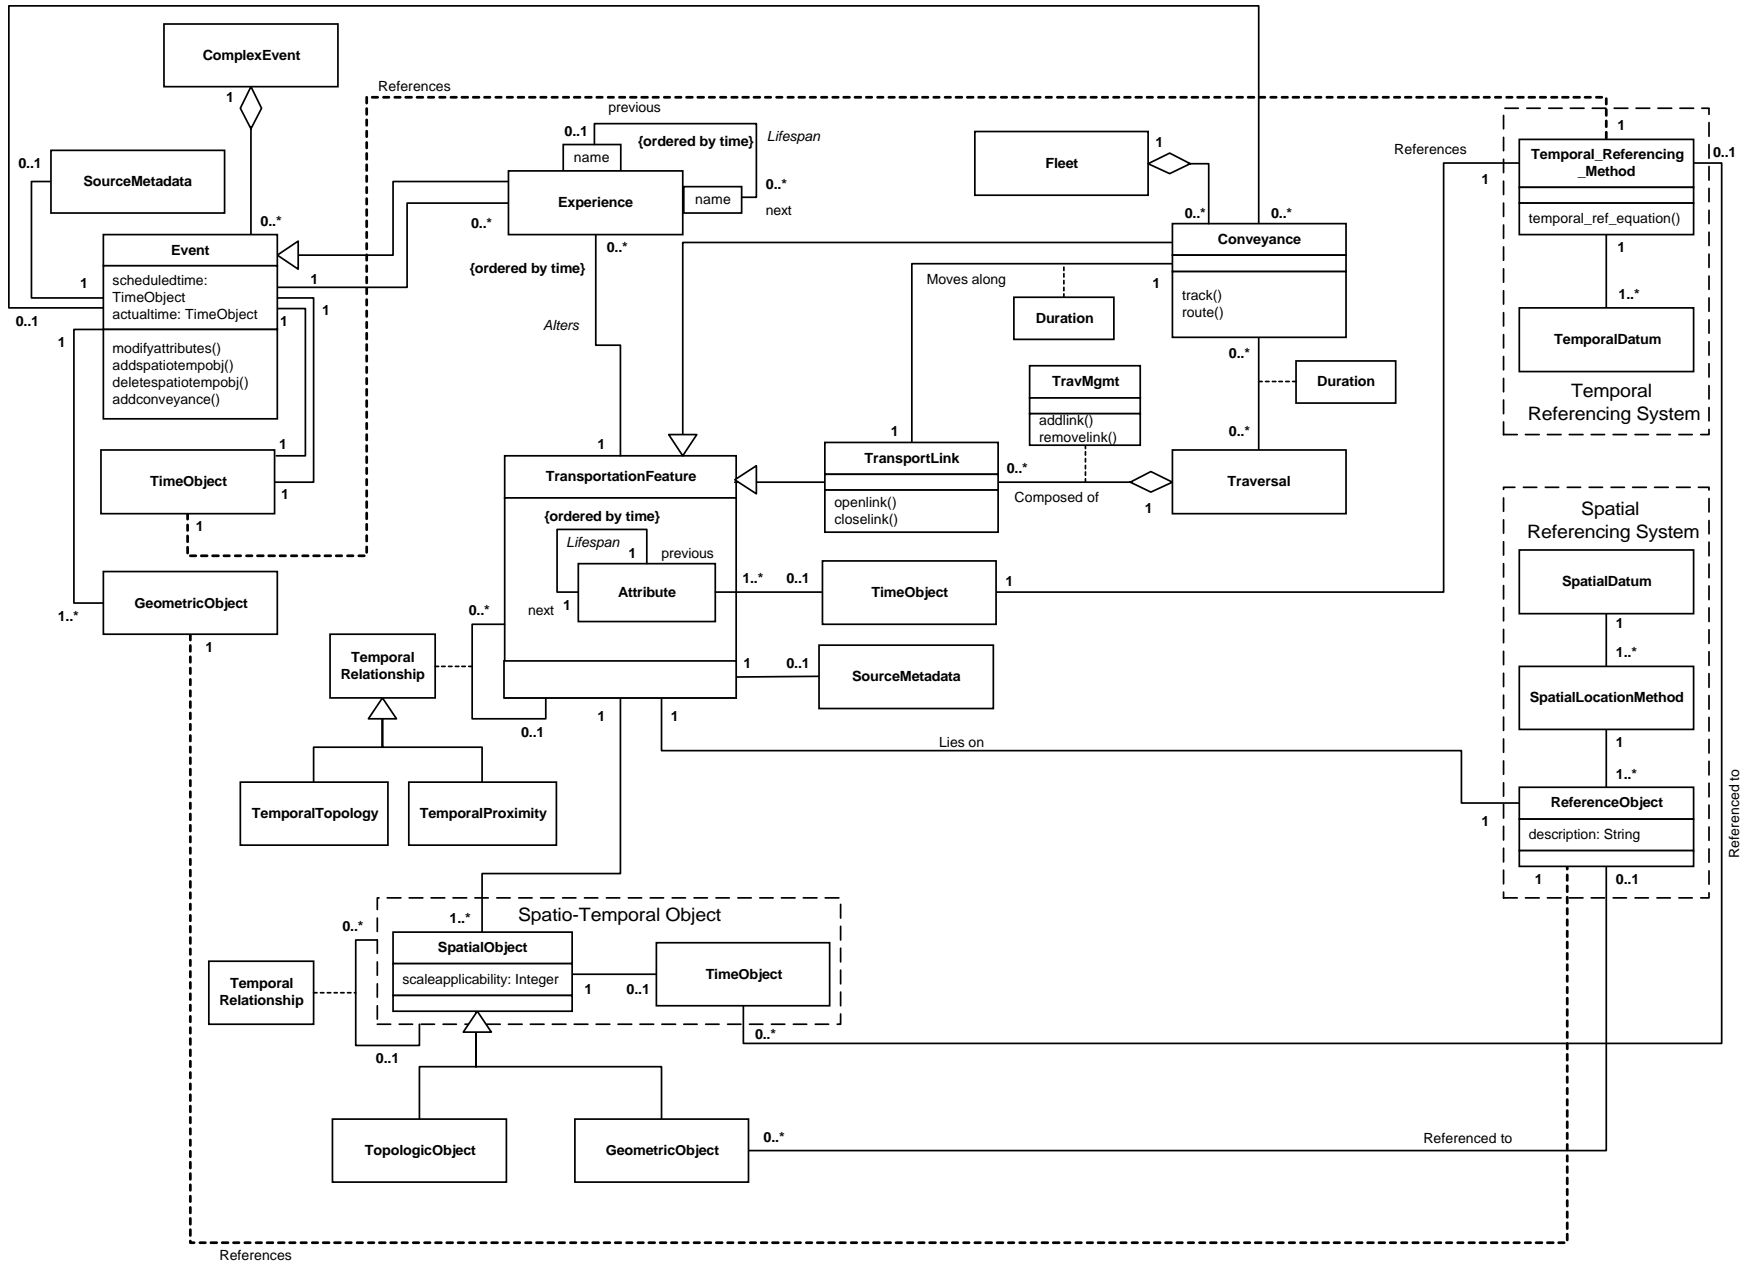 ComplexEvent
1
References
previous
0..1
{ordered by time}
Lifespan
name
Experience
name
0..*
next
0..*
0..*
{ordered by time}
Alters
1
0..1
SourceMetadata
0..*
Event
scheduledtime:
TimeObject
actualtime: TimeObject
modifyattributes()
addspatiotempobj()
deletespatiotempobj()
addconveyance()
1
0..1
1
1
1
1
1
1
TimeObject
1
GeometricObject
1..*
1
Fleet
1
0..*
0..*
Conveyance
track()
route()
Moves along
1
Duration
0..*
Duration
0..*
TravMgmt
addlink()
removelink()
1
TransportLink
openlink()
closelink()
0..*
Composed of
1
Traversal
References
1
1
0..1
Temporal_Referencing
_Method
temporal_ref_equation()
1
1..*
TemporalDatum
Temporal
Referencing System
TransportationFeature
{ordered by time}
Lifespan
1
previous
Attribute
next
1
1..*
0..1
TimeObject
1
1
0..1
SourceMetadata
0..*
0..1
Temporal
Relationship
TemporalTopology
TemporalProximity
1
1
Lies on
1
Spatial
Referencing System
SpatialDatum
1
1..*
SpatialLocationMethod
1
1..*
ReferenceObject
description: String
1
0..1
Referenced to
Spatio-Temporal Object
1..*
SpatialObject
scaleapplicability: Integer
1
0..1
TimeObject
0..*
0..*
0..1
Temporal
Relationship
TopologicObject
GeometricObject
0..*
Referenced to
References